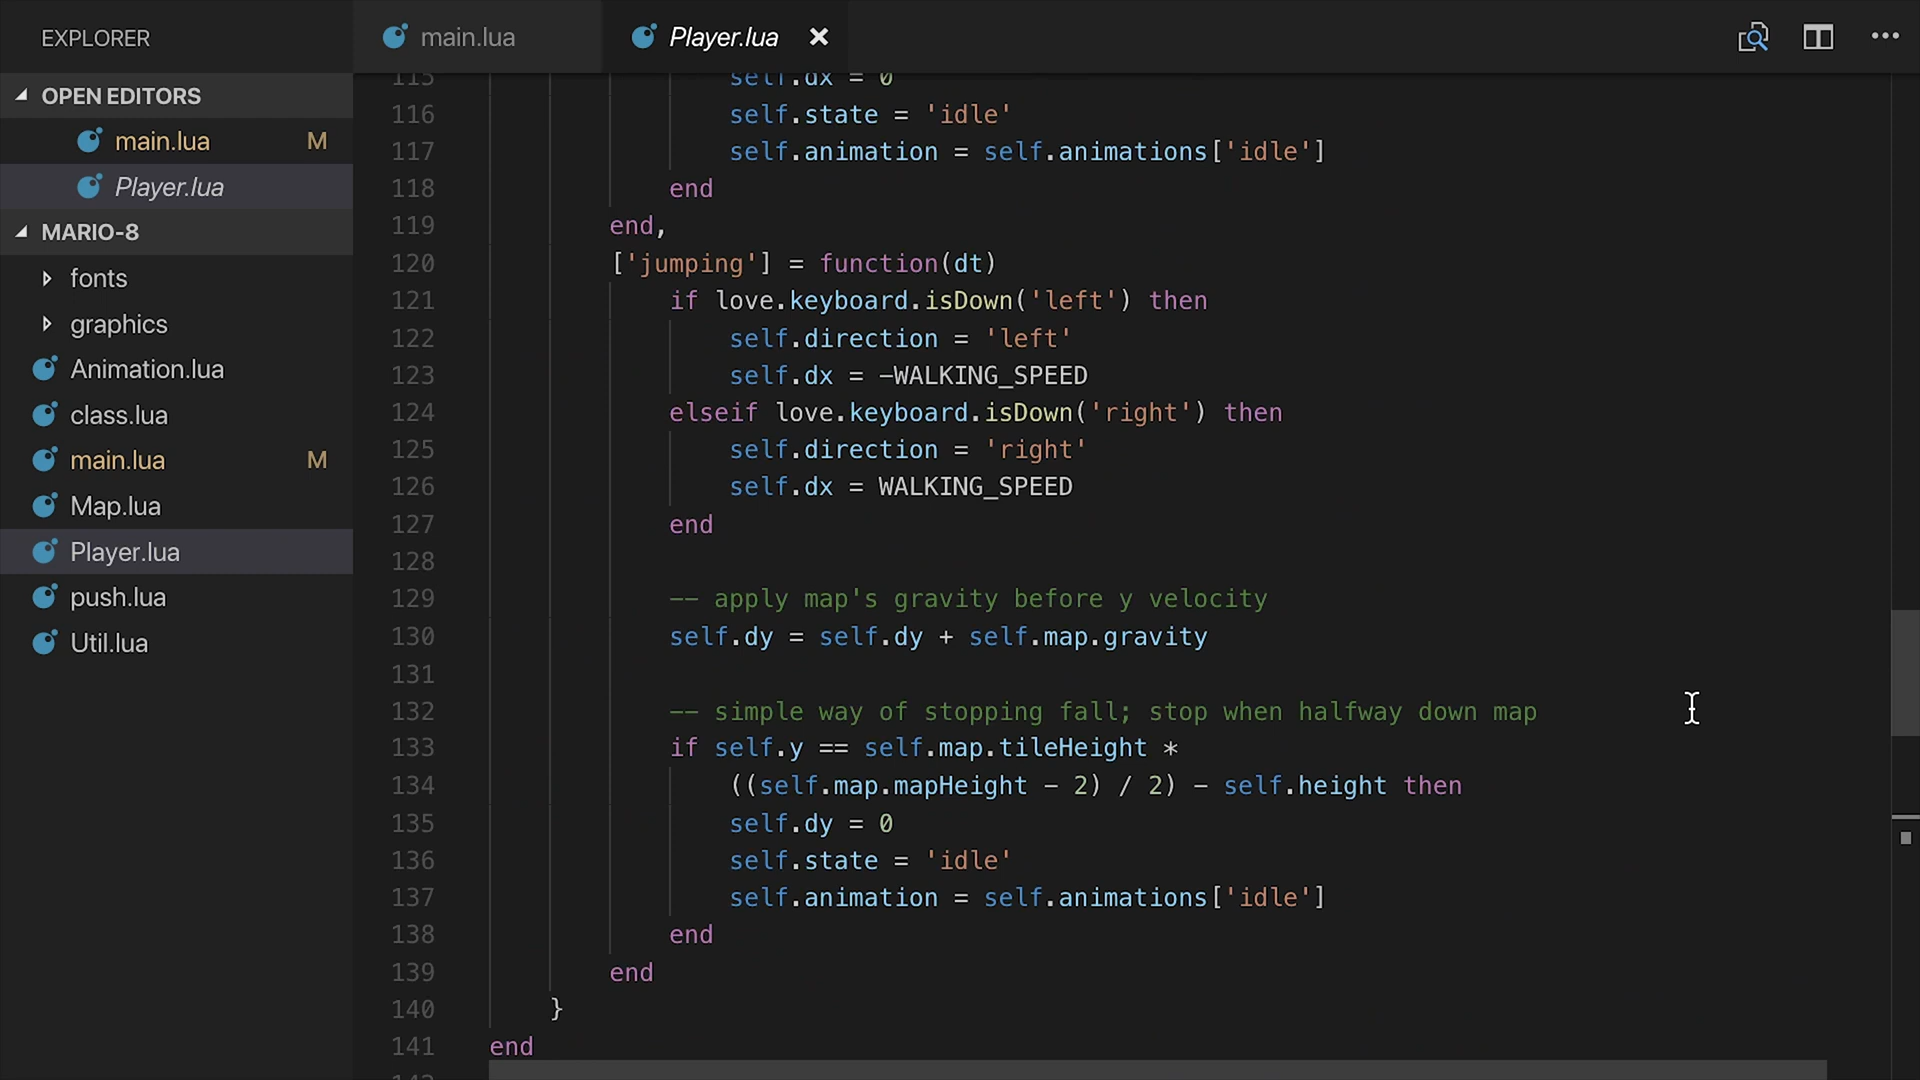 EXPLORER
main.lua
Player.lua ×
OPEN EDITORS
main.lua M
Player.lua
MARIO-8
fonts
graphics
Animation.lua
class.lua
main.lua M
Map.lua
Player.lua
push.lua
Util.lua
115 self.dx = 0
116 self.state = 'idle'
117 self.animation = self.animations['idle']
118 end
119 end,
120 ['jumping'] = function(dt)
121 if love.keyboard.isDown('left') then
122 self.direction = 'left'
123 self.dx = -WALKING_SPEED
124 elseif love.keyboard.isDown('right') then
125 self.direction = 'right'
126 self.dx = WALKING_SPEED
127 end
128
129 -- apply map's gravity before y velocity
130 self.dy = self.dy + self.map.gravity
131
132 -- simple way of stopping fall; stop when halfway down map
133 if self.y == self.map.tileHeight *
134 ((self.map.mapHeight - 2) / 2) - self.height then
135 self.dy = 0
136 self.state = 'idle'
137 self.animation = self.animations['idle']
138 end
139 end
140 }
141 end